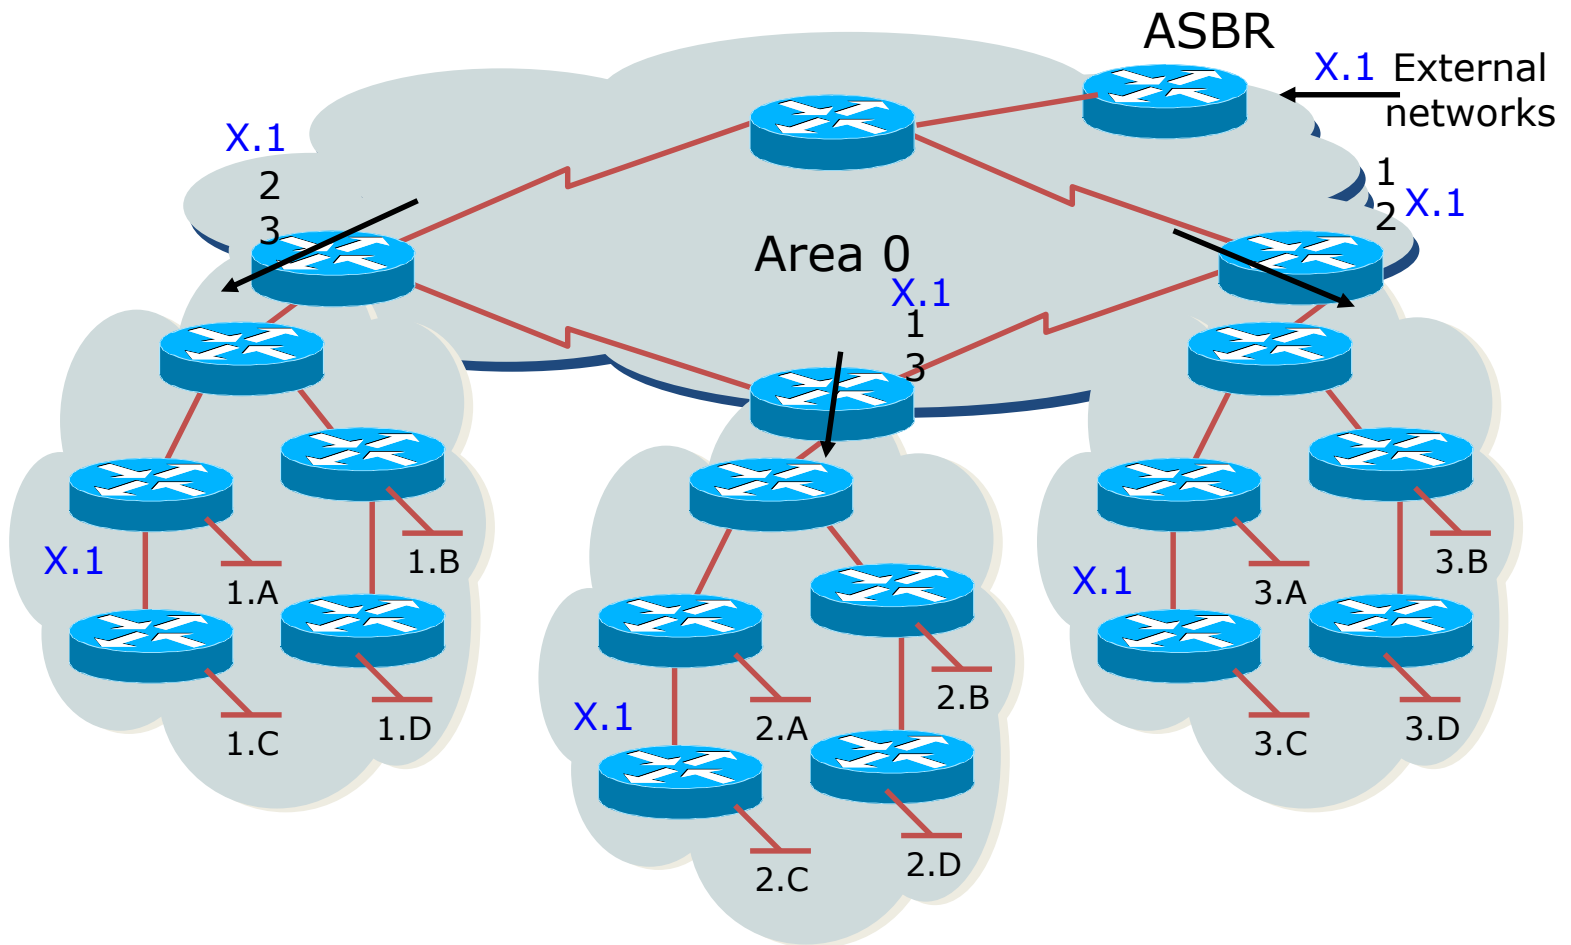 ASBR
X.1 External
networks
X.1
2
3
1
2 X.1
Area 0
X.1
1
3
X.1
1.A
1.B
1.C
1.D
X.1
2.A
2.B
2.C
2.D
X.1
3.A
3.B
3.C
3.D